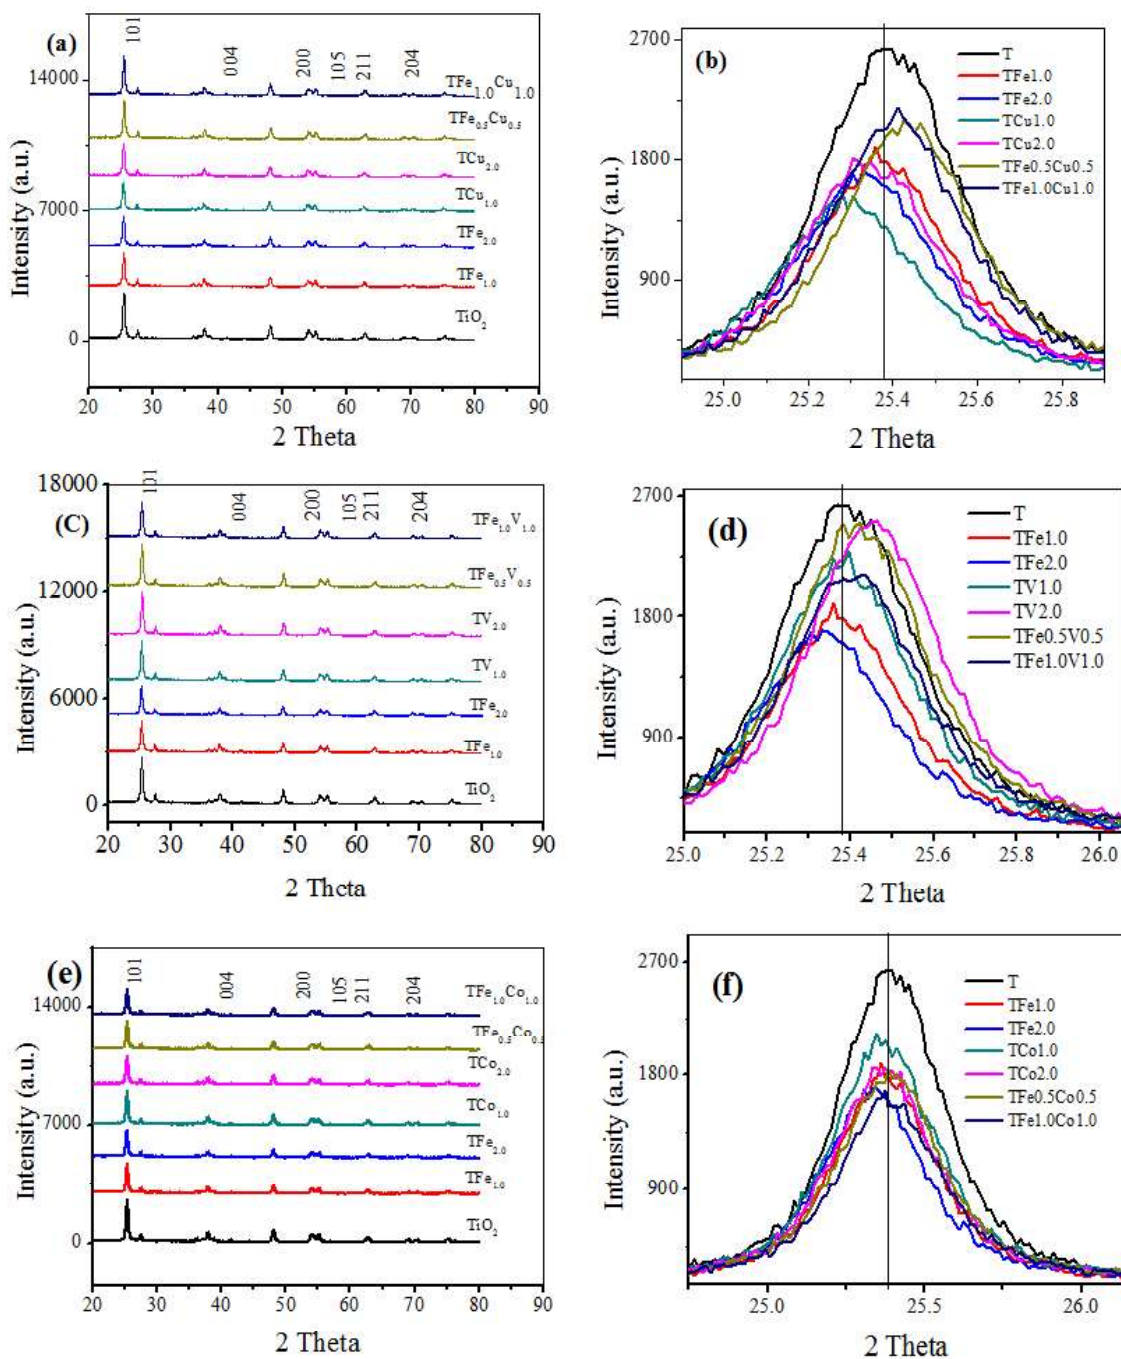 (a)
101
004
200
105
211
204
14000
7000
0
TFe1.0Cu1.0
TFe0.5Cu0.5
TCu2.0
TCu1.0
TFe2.0
TFe1.0
TiO2
Intensity (a.u.)
20 30 40 50 60 70 80 90
2 Theta
(b)
2700
1800
900
T
TFe1.0
TFe2.0
TCu1.0
TCu2.0
TFe0.5Cu0.5
TFe1.0Cu1.0
Intensity (a.u.)
25.0 25.2 25.4 25.6 25.8
2 Theta
(C)
101
004
200
105
211
204
18000
12000
6000
0
TFe1.0V1.0
TFe0.5V0.5
TV2.0
TV1.0
TFe2.0
TFe1.0
TiO2
Intensity (a.u.)
20 30 40 50 60 70 80 90
2 Theta
(d)
2700
1800
900
T
TFe1.0
TFe2.0
TV1.0
TV2.0
TFe0.5V0.5
TFe1.0V1.0
Intensity (a.u.)
25.0 25.2 25.4 25.6 25.8 26.0
2 Theta
(e)
101
004
200
105
211
204
14000
7000
0
TFe1.0Co1.0
TFe0.5Co0.5
TCo2.0
TCo1.0
TFe2.0
TFe1.0
TiO2
Intensity (a.u.)
20 30 40 50 60 70 80 90
2 Theta
(f)
2700
1800
900
T
TFe1.0
TFe2.0
TCo1.0
TCo2.0
TFe0.5Co0.5
TFe1.0Co1.0
Intensity (a.u.)
25.0 25.5 26.0
2 Theta